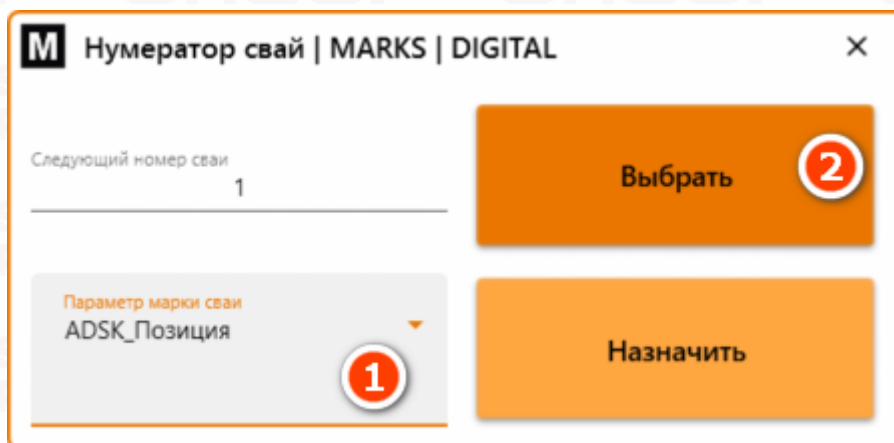 M Нумератор свай | MARKS | DIGITAL
Следующий номер сваи
1
Выбрать
2
Параметр марки сваи
ADSK_Позиция
1
Назначить